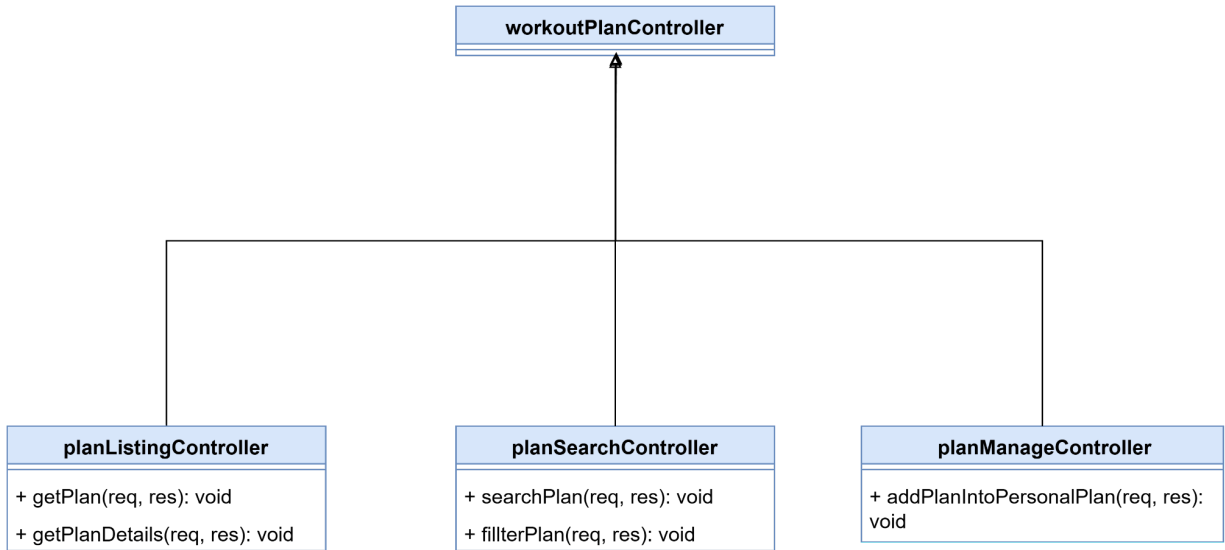 workoutPlanController
planListingController
+ getPlan(req, res): void
+ getPlanDetails(req, res): void
planSearchController
+ searchPlan(req, res): void
+ fillterPlan(req, res): void
planManageController
+ addPlanIntoPersonalPlan(req, res):
void